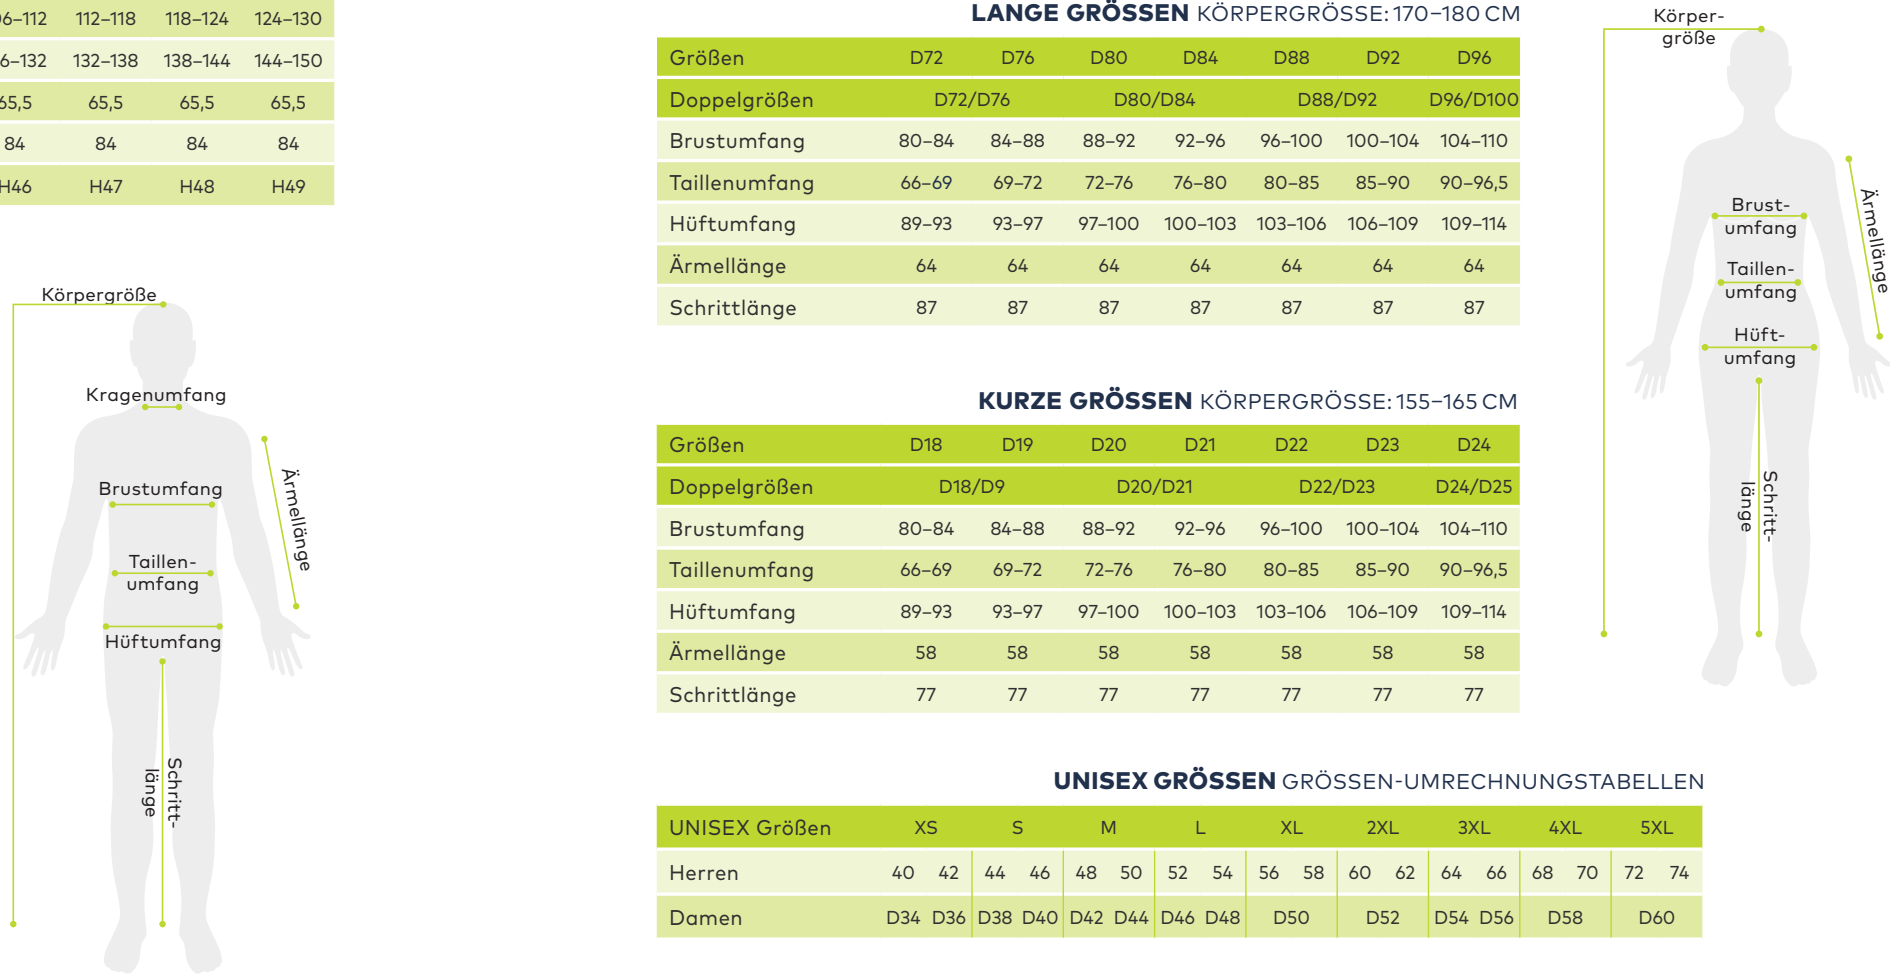 112–118 118–124 124–130
132–138 138–144 144–150
65,5 65,5 65,5
84 84 84 84
H46 H47 H48 H49
Körpergröße
Kragenumfang
Brustumfang
Ärmellänge
Taillen-
umfang
Hüftumfang
Schritt-
länge
LANGE GRÖSSEN KÖRPERGRÖSSE: 170–180 CM
Größen D72 D76 D80 D84 D88 D92 D96
Doppelgrößen D72/D76 D80/D84 D88/D92 D96/D100
Brustumfang 80–84 84–88 88–92 92–96 96–100 100–104 104–110
Taillenumfang 66–69 69–72 72–76 76–80 80–85 85–90 90–96,5
Hüftumfang 89–93 93–97 97–100 100–103 103–106 106–109 109–114
Ärmellänge 64 64 64 64 64 64 64
Schrittlänge 87 87 87 87 87 87 87
KURZE GRÖSSEN KÖRPERGRÖSSE: 155–165 CM
Größen D18 D19 D20 D21 D22 D23 D24
Doppelgrößen D18/D9 D20/D21 D22/D23 D24/D25
Brustumfang 80–84 84–88 88–92 92–96 96–100 100–104 104–110
Taillenumfang 66–69 69–72 72–76 76–80 80–85 85–90 90–96,5
Hüftumfang 89–93 93–97 97–100 100–103 103–106 106–109 109–114
Ärmellänge 58 58 58 58 58 58 58
Schrittlänge 77 77 77 77 77 77 77
UNISEX GRÖSSEN GRÖSSEN-UMRECHNUNGSTABELLEN
UNISEX Größen XS S M L XL 2XL 3XL 4XL 5XL
Herren 40 42 44 46 48 50 52 54 56 58 60 62 64 66 68 70 72 74
Damen D34 D36 D38 D40 D42 D44 D46 D48 D50 D52 D54 D56 D58 D60
Körper-
größe
Brust-
umfang
Ärmellänge
Taillen-
umfang
Hüft-
umfang
Schritt-
länge